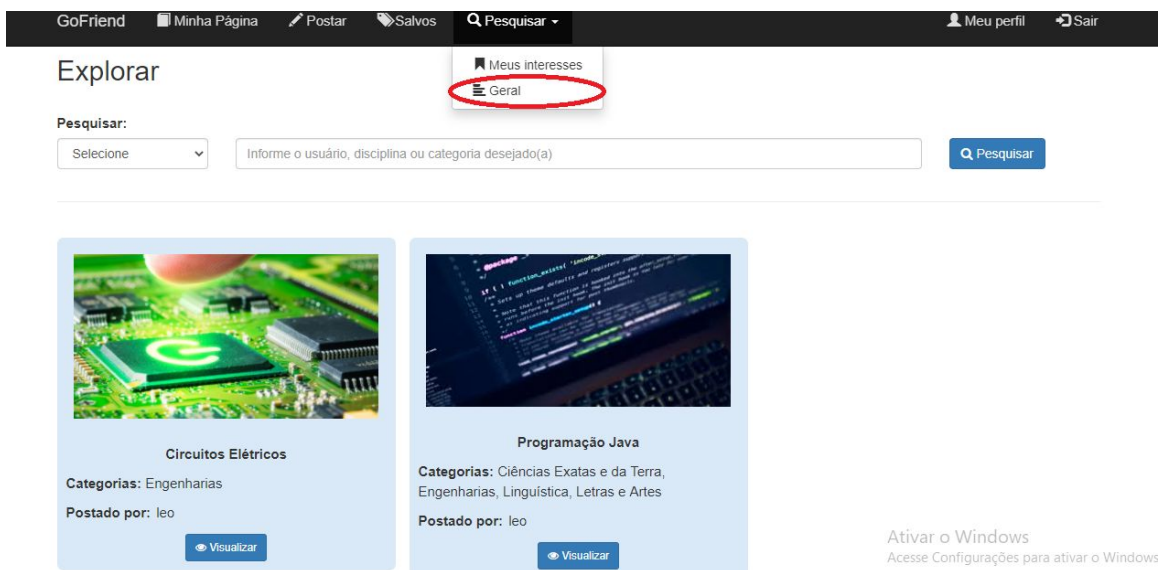 GoFriend Minha Página Postar Salvos Pesquisar Meu perfil Sair
Meus interesses
Geral
Explorar
Pesquisar:
Selecione Informe o usuário, disciplina ou categoria desejado(a) Pesquisar
Circuitos Elétricos
Categorias: Engenharias
Postado por: leo
Visualizar
Programação Java
Categorias: Ciências Exatas e da Terra,
Engenharias, Linguística, Letras e Artes
Postado por: leo
Visualizar
Ativar o Windows
Acesse Configurações para ativar o Windows